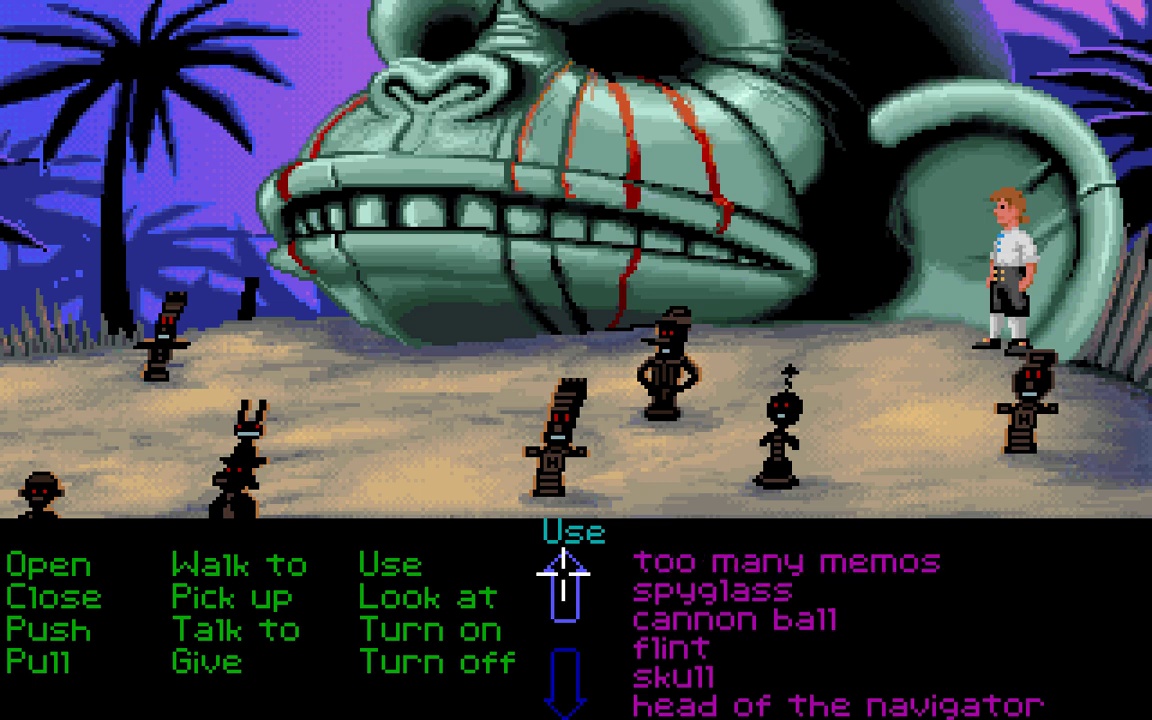 Use
Open Walk to Use too many memos
Close Pick up Look at spyglass
Push Talk to Turn on cannon ball
Pull Give Turn off flint
skull
head of the navigator